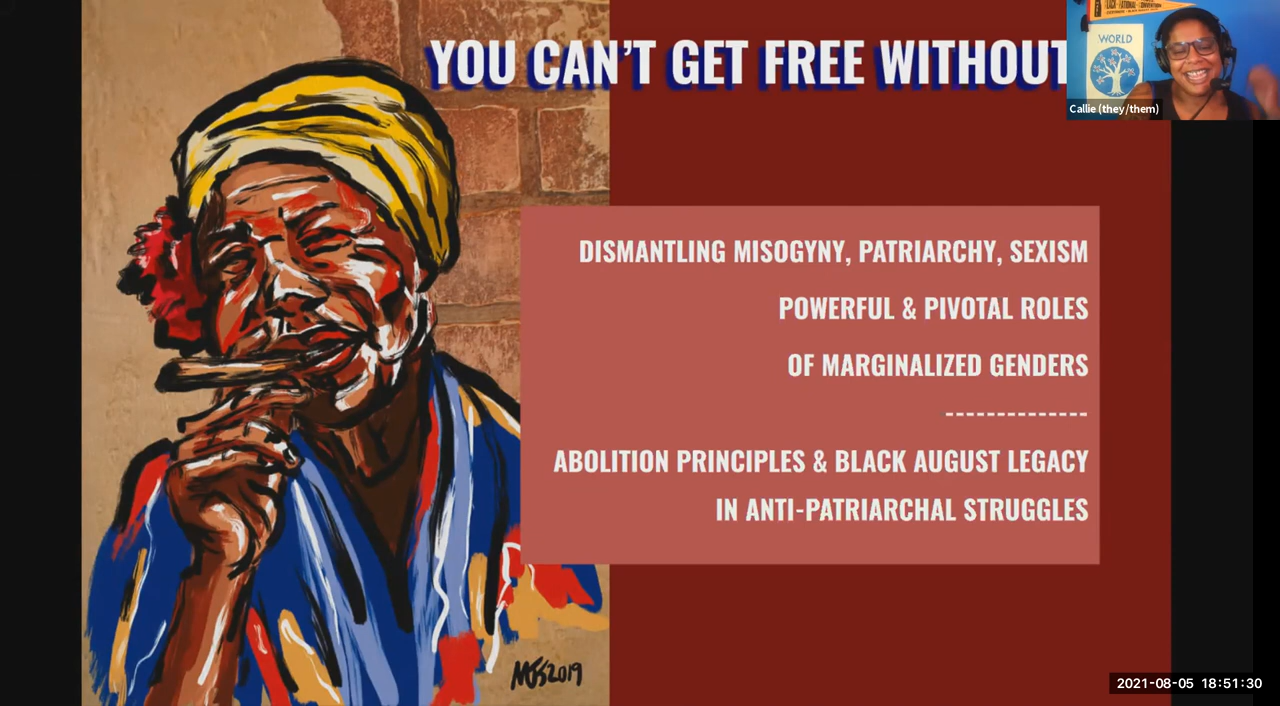 YOU CAN'T GET FREE WITHOUT
WORLD
Callie (they/them)
DISMANTLING MISOGYNY, PATRIARCHY, SEXISM
POWERFUL & PIVOTAL ROLES
OF MARGINALIZED GENDERS
--------------
ABOLITION PRINCIPLES & BLACK AUGUST LEGACY
IN ANTI-PATRIARCHAL STRUGGLES
MJS2019
2021-08-05 18:51:30